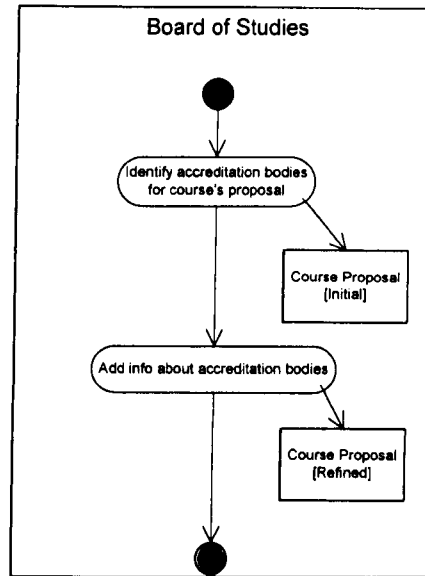 Board of Studies
Identify accreditation bodies
for course's proposal
Course Proposal
[Initial]
Add info about accreditation bodies
Course Proposal
[Refined]